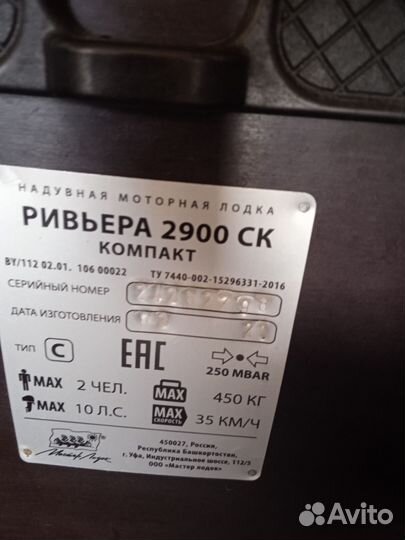 НАДУВНАЯ МОТОРНАЯ ЛОДКА
РИВЬЕРА 2900 СК
КОМПАКТ
BY/112 02.01. 106 00022 ТУ 7440-002-15296331-2016
СЕРИЙНЫЙ НОМЕР
ДАТА ИЗГОТОВЛЕНИЯ
ТИП C EAC 250 MBAR
MAX 2 ЧЕЛ. MAX 450 КГ
MAX 10 Л.С. MAX СКОРОСТЬ 35 КМ/Ч
Мастер Лодок
450027, Россия,
Республика Башкортостан,
г. Уфа, Индустриальное шоссе, 112/3
ООО «Мастер лодок»
Avito